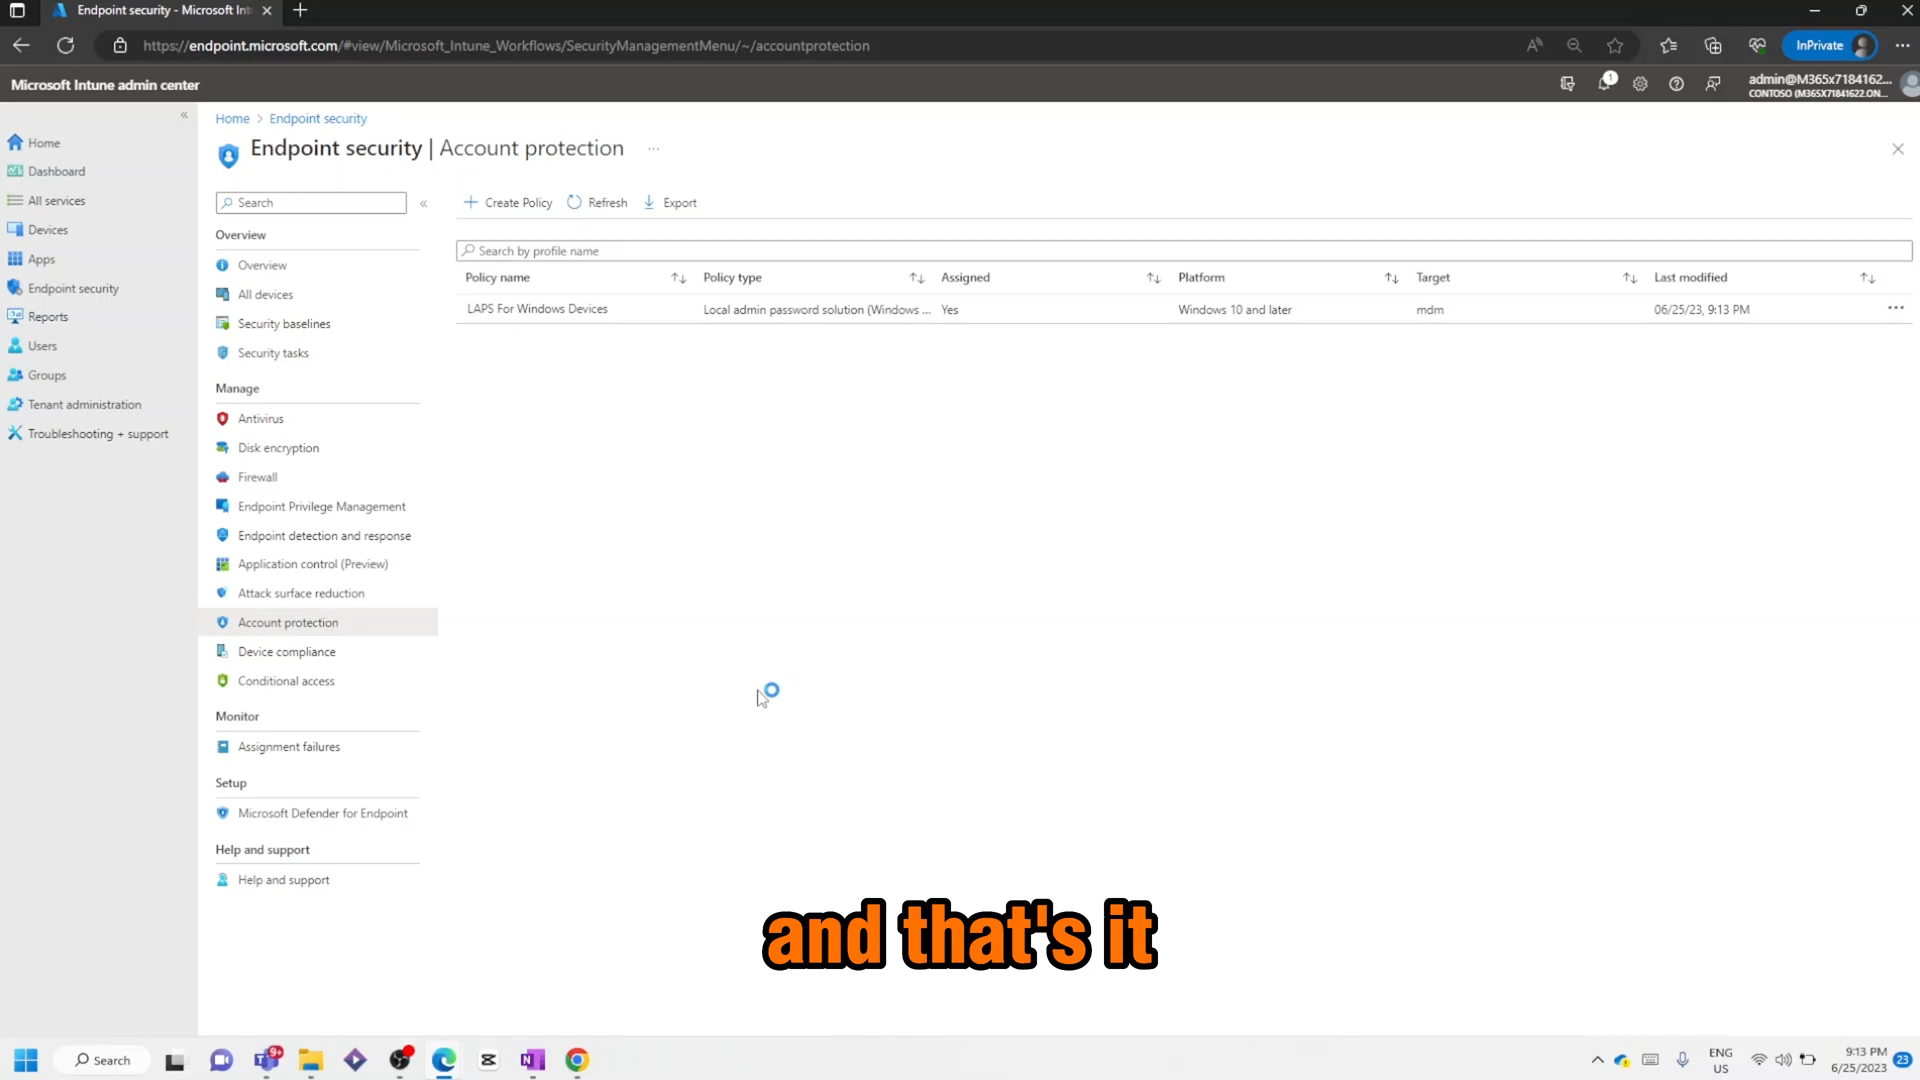 Endpoint security - Microsoft Int
https://endpoint.microsoft.com/#view/Microsoft_Intune_Workflows/SecurityManagementMenu/~/accountprotection
InPrivate
Microsoft Intune admin center
1
admin@M365x7184162...
CONTOSO (M365X71841622.ON...
Home > Endpoint security
Endpoint security | Account protection ...
Home
Dashboard
All services
Devices
Apps
Endpoint security
Reports
Users
Groups
Tenant administration
Troubleshooting + support
Search
Overview
Overview
All devices
Security baselines
Security tasks
Manage
Antivirus
Disk encryption
Firewall
Endpoint Privilege Management
Endpoint detection and response
Application control (Preview)
Attack surface reduction
Account protection
Device compliance
Conditional access
Monitor
Assignment failures
Setup
Microsoft Defender for Endpoint
Help and support
Help and support
Create Policy Refresh Export
Search by profile name
Policy name Policy type Assigned Platform Target Last modified
LAPS For Windows Devices Local admin password solution (Windows ... Yes Windows 10 and later mdm 06/25/23, 9:13 PM ...
and that's it
Search
9+
ENG
US
9:13 PM
6/25/2023
23